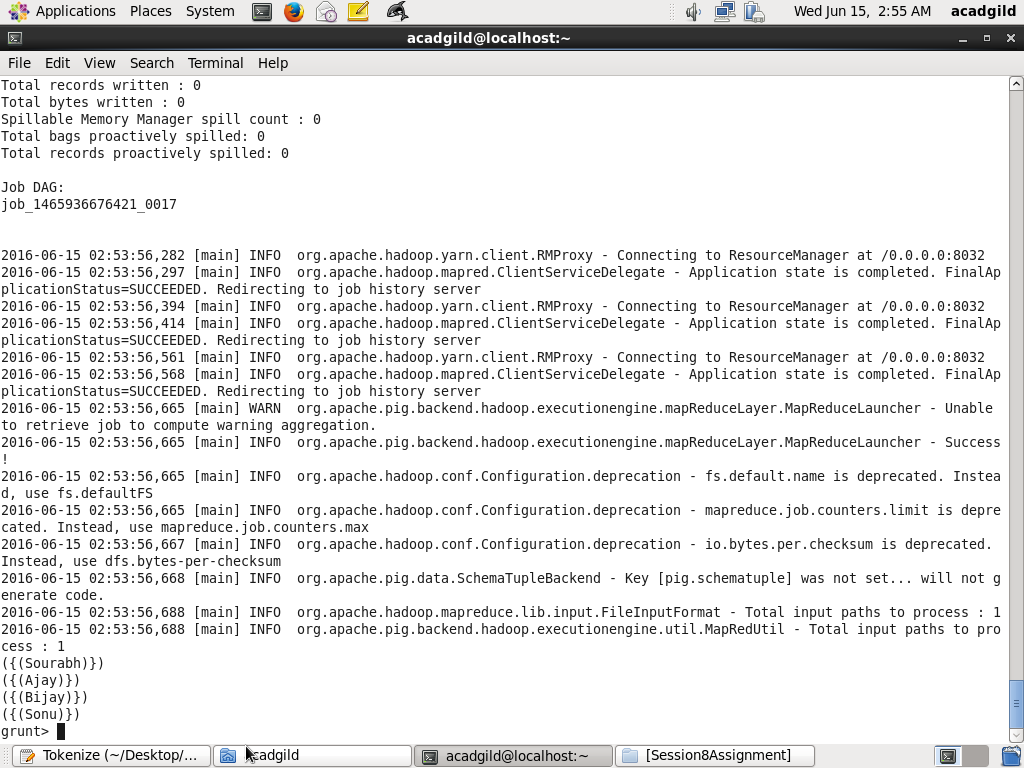 Applications Places System Wed Jun 15, 2:55 AM acadgild
acadgild@localhost:~
File Edit View Search Terminal Help
Total records written : 0
Total bytes written : 0
Spillable Memory Manager spill count : 0
Total bags proactively spilled: 0
Total records proactively spilled: 0
Job DAG:
job_1465936676421_0017
2016-06-15 02:53:56,282 [main] INFO  org.apache.hadoop.yarn.client.RMProxy - Connecting to ResourceManager at /0.0.0.0:8032
2016-06-15 02:53:56,297 [main] INFO  org.apache.hadoop.mapred.ClientServiceDelegate - Application state is completed. FinalAp
plicationStatus=SUCCEEDED. Redirecting to job history server
2016-06-15 02:53:56,394 [main] INFO  org.apache.hadoop.yarn.client.RMProxy - Connecting to ResourceManager at /0.0.0.0:8032
2016-06-15 02:53:56,414 [main] INFO  org.apache.hadoop.mapred.ClientServiceDelegate - Application state is completed. FinalAp
plicationStatus=SUCCEEDED. Redirecting to job history server
2016-06-15 02:53:56,561 [main] INFO  org.apache.hadoop.yarn.client.RMProxy - Connecting to ResourceManager at /0.0.0.0:8032
2016-06-15 02:53:56,568 [main] INFO  org.apache.hadoop.mapred.ClientServiceDelegate - Application state is completed. FinalAp
plicationStatus=SUCCEEDED. Redirecting to job history server
2016-06-15 02:53:56,665 [main] WARN  org.apache.pig.backend.hadoop.executionengine.mapReduceLayer.MapReduceLauncher - Unable
to retrieve job to compute warning aggregation.
2016-06-15 02:53:56,665 [main] INFO  org.apache.pig.backend.hadoop.executionengine.mapReduceLayer.MapReduceLauncher - Success
!
2016-06-15 02:53:56,665 [main] INFO  org.apache.hadoop.conf.Configuration.deprecation - fs.default.name is deprecated. Instea
d, use fs.defaultFS
2016-06-15 02:53:56,665 [main] INFO  org.apache.hadoop.conf.Configuration.deprecation - mapreduce.job.counters.limit is depre
cated. Instead, use mapreduce.job.counters.max
2016-06-15 02:53:56,667 [main] INFO  org.apache.hadoop.conf.Configuration.deprecation - io.bytes.per.checksum is deprecated.
Instead, use dfs.bytes-per-checksum
2016-06-15 02:53:56,668 [main] INFO  org.apache.pig.data.SchemaTupleBackend - Key [pig.schematuple] was not set... will not g
enerate code.
2016-06-15 02:53:56,688 [main] INFO  org.apache.hadoop.mapreduce.lib.input.FileInputFormat - Total input paths to process : 1
2016-06-15 02:53:56,688 [main] INFO  org.apache.pig.backend.hadoop.executionengine.util.MapRedUtil - Total input paths to pro
cess : 1
({(Sourabh)})
({(Ajay)})
({(Bijay)})
({(Sonu)})
grunt>
Tokenize (~/Desktop/... acadgild acadgild@localhost:~ [Session8Assignment]